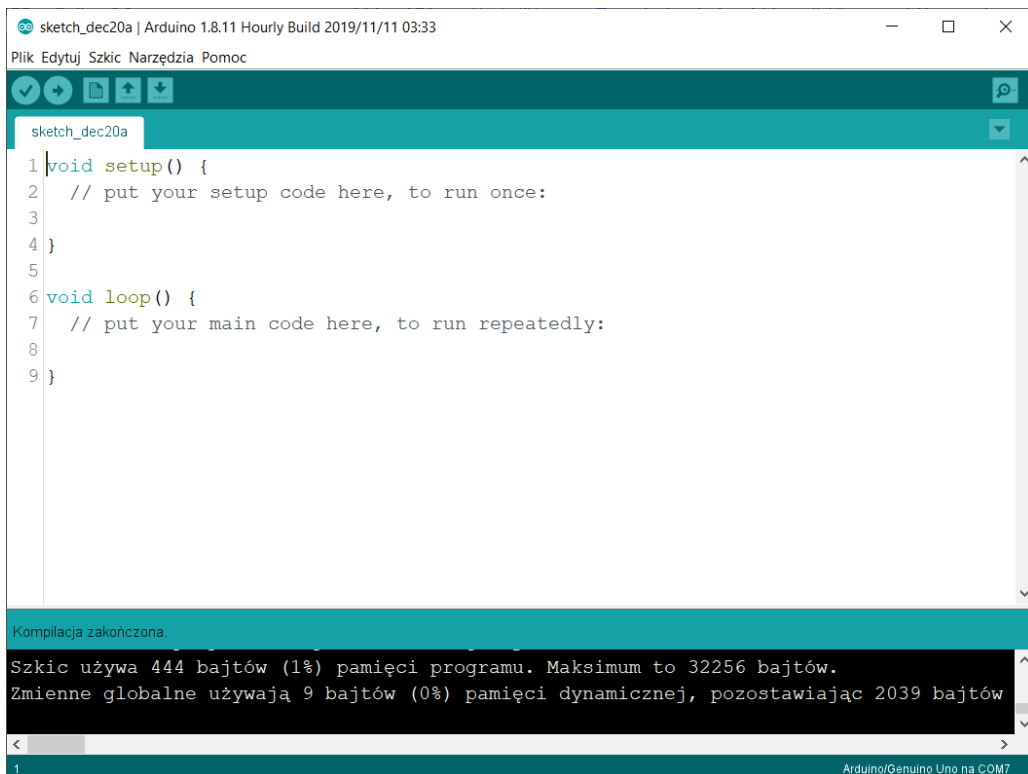 sketch_dec20a | Arduino 1.8.11 Hourly Build 2019/11/11 03:33
Plik Edytuj Szkic Narzędzia Pomoc
sketch_dec20a
1 void setup() {
2   // put your setup code here, to run once:
3
4 }
5
6 void loop() {
7   // put your main code here, to run repeatedly:
8
9 }
Kompilacja zakończona.
Szkic używa 444 bajtów (1%) pamięci programu. Maksimum to 32256 bajtów.
Zmienne globalne używają 9 bajtów (0%) pamięci dynamicznej, pozostawiając 2039 bajtów
1 Arduino/Genuino Uno na COM7